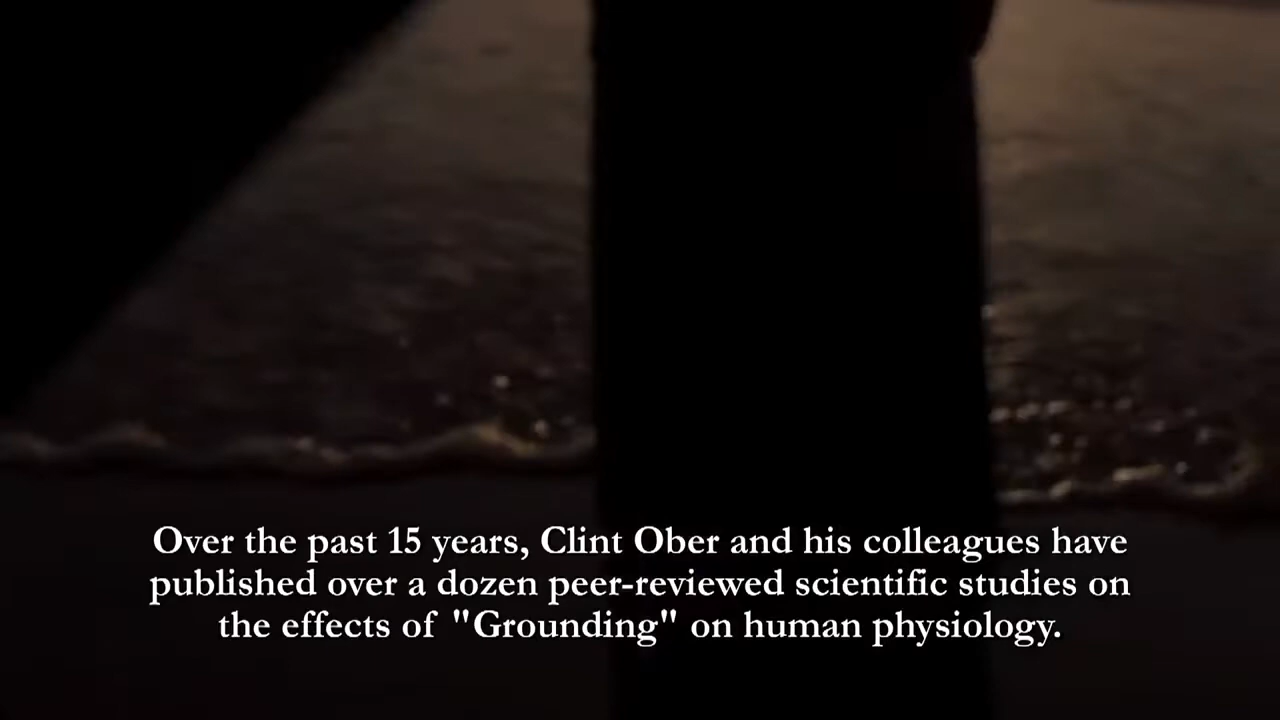 Over the past 15 years, Clint Ober and his colleagues have
published over a dozen peer-reviewed scientific studies on
the effects of "Grounding" on human physiology.